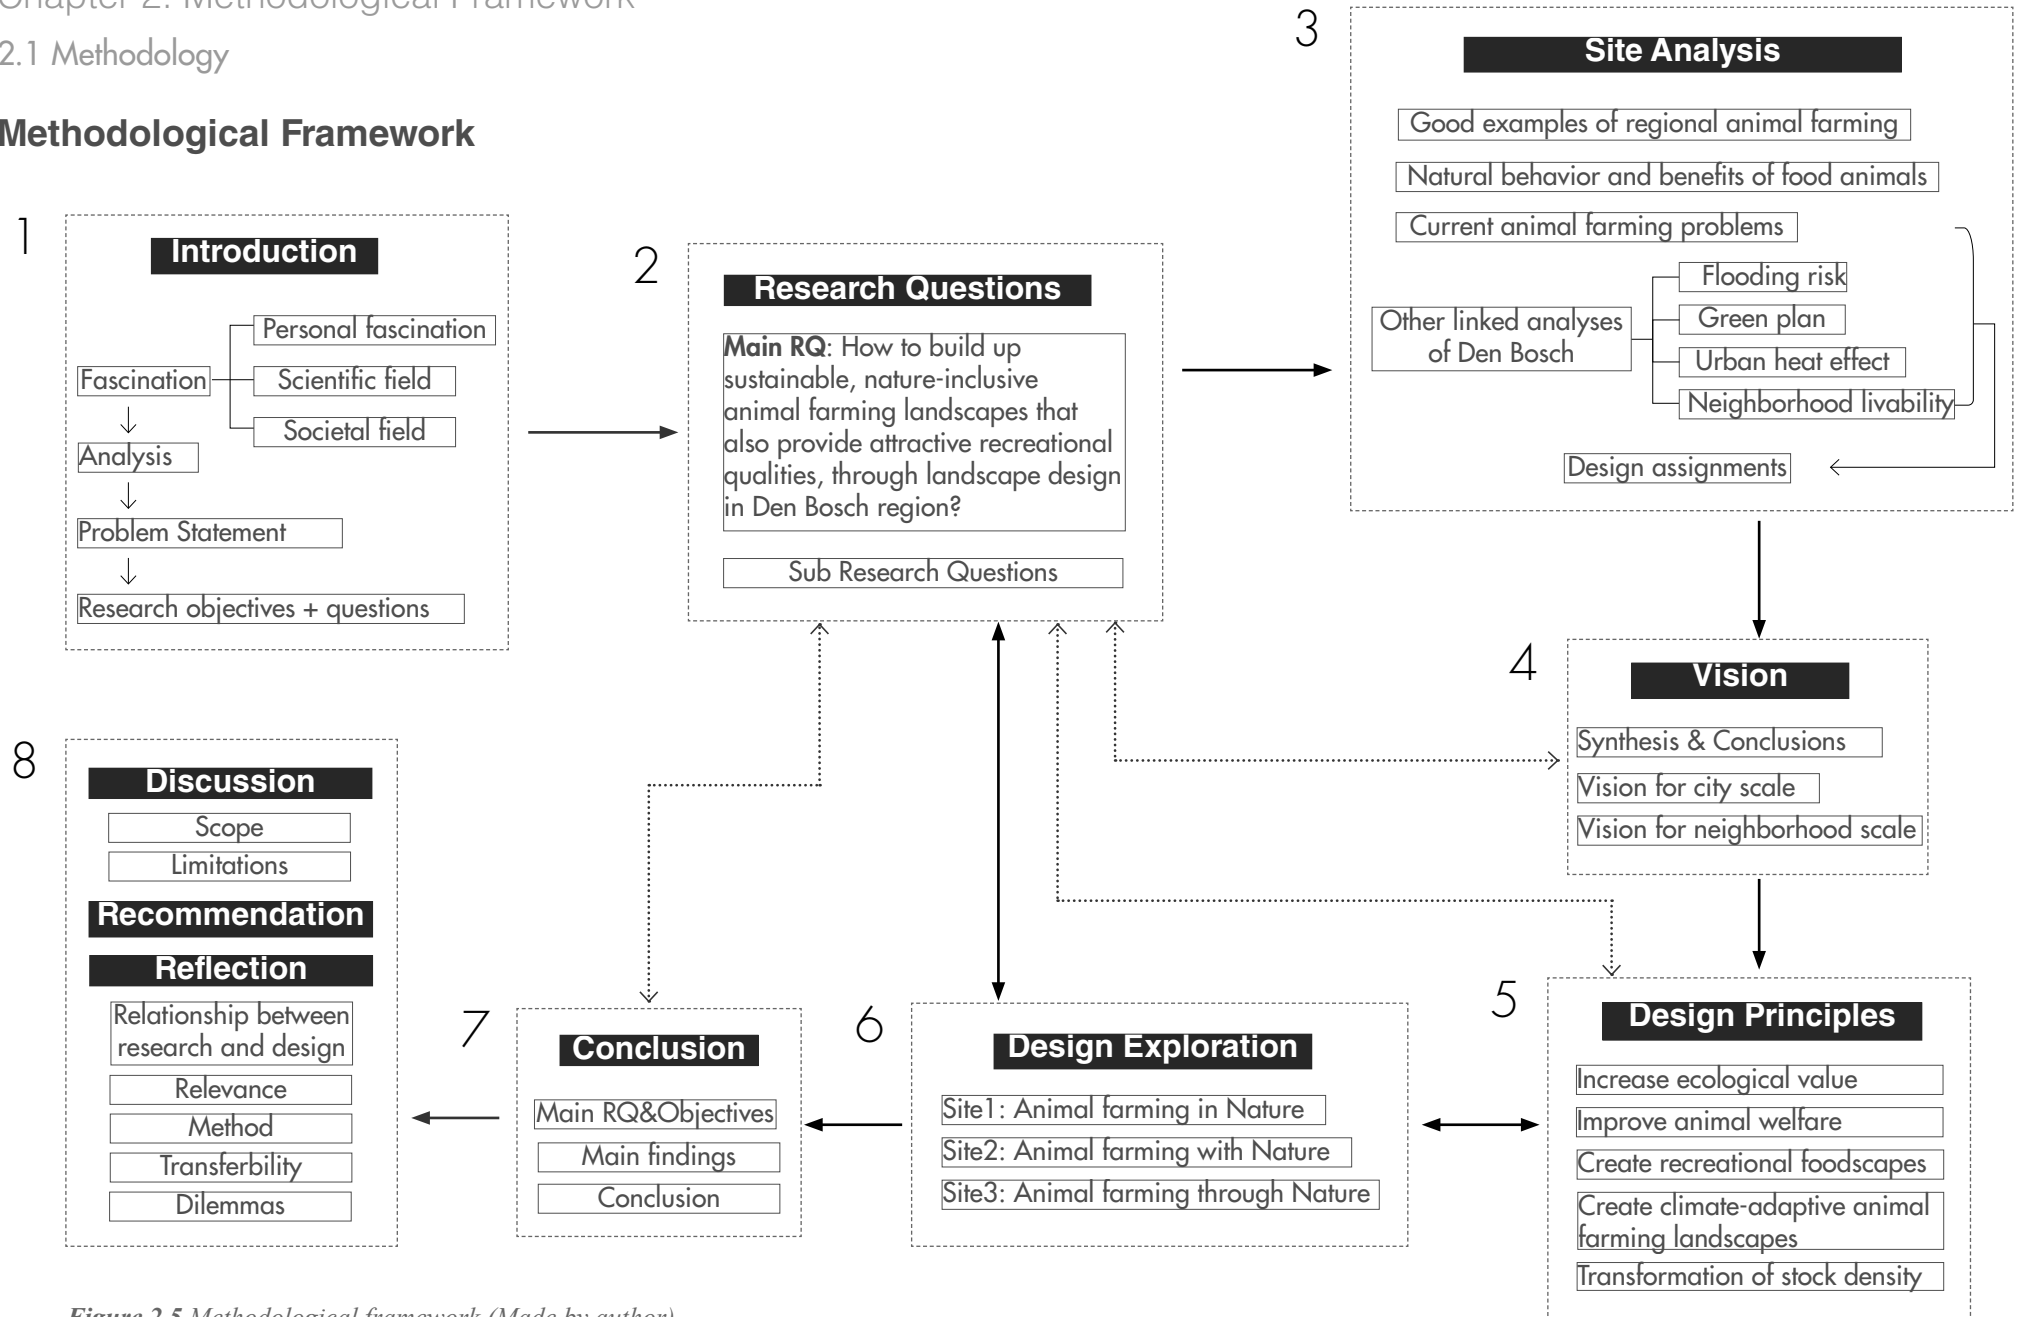 Chapter 2. Methodological Framework
2.1 Methodology
Methodological Framework
1
Introduction
Fascination
Personal fascination
Scientific field
Societal field
Analysis
Problem Statement
Research objectives + questions
2
Research Questions
Main RQ: How to build up
sustainable, nature-inclusive
animal farming landscapes that
also provide attractive recreational
qualities, through landscape design
in Den Bosch region?
Sub Research Questions
3
Site Analysis
Good examples of regional animal farming
Natural behavior and benefits of food animals
Current animal farming problems
Other linked analyses
of Den Bosch
Flooding risk
Green plan
Urban heat effect
Neighborhood livability
Design assignments
4
Vision
Synthesis & Conclusions
Vision for city scale
Vision for neighborhood scale
5
Design Principles
Increase ecological value
Improve animal welfare
Create recreational foodscapes
Create climate-adaptive animal
farming landscapes
Transformation of stock density
6
Design Exploration
Site1: Animal farming in Nature
Site2: Animal farming with Nature
Site3: Animal farming through Nature
7
Conclusion
Main RQ&Objectives
Main findings
Conclusion
8
Discussion
Scope
Limitations
Recommendation
Reflection
Relationship between
research and design
Relevance
Method
Transferbility
Dilemmas
Figure 2.5 Methodological framework (Made by author)